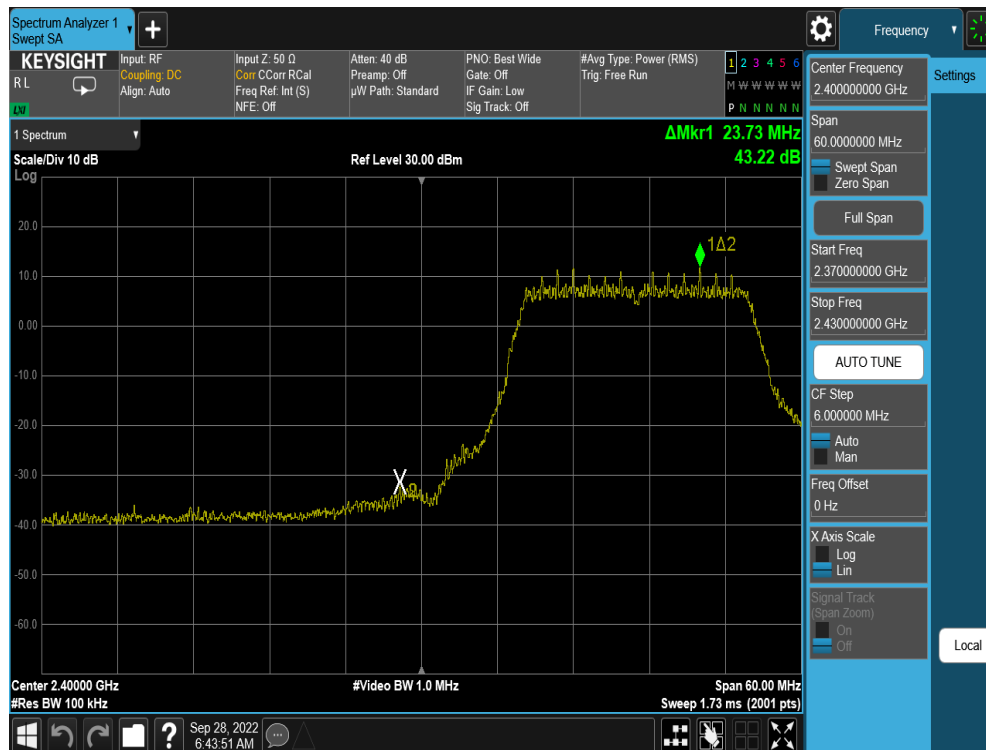 Spectrum Analyzer 1
Swept SA
+
Frequency
KEYSIGHT
R L
LXI
Input: RF
Coupling: DC
Align: Auto
Input Z: 50 Ω
Corr CCorr RCal
Freq Ref: Int (S)
NFE: Off
Atten: 40 dB
Preamp: Off
µW Path: Standard
PNO: Best Wide
Gate: Off
IF Gain: Low
Sig Track: Off
#Avg Type: Power (RMS)
Trig: Free Run
1 2 3 4 5 6
M W W W W W
P N N N N N
1 Spectrum
Scale/Div 10 dB
Log
Ref Level 30.00 dBm
ΔMkr1 23.73 MHz
43.22 dB
20.0
10.0
0.00
-10.0
-20.0
-30.0
-40.0
-50.0
-60.0
1Δ2
X2
Center 2.40000 GHz
#Res BW 100 kHz
#Video BW 1.0 MHz
Span 60.00 MHz
Sweep 1.73 ms (2001 pts)
Center Frequency
2.400000000 GHz
Settings
Span
60.0000000 MHz
Swept Span
Zero Span
Full Span
Start Freq
2.370000000 GHz
Stop Freq
2.430000000 GHz
AUTO TUNE
CF Step
6.000000 MHz
Auto
Man
Freq Offset
0 Hz
X Axis Scale
Log
Lin
Signal Track
(Span Zoom)
On
Off
Local
?
Sep 28, 2022
6:43:51 AM